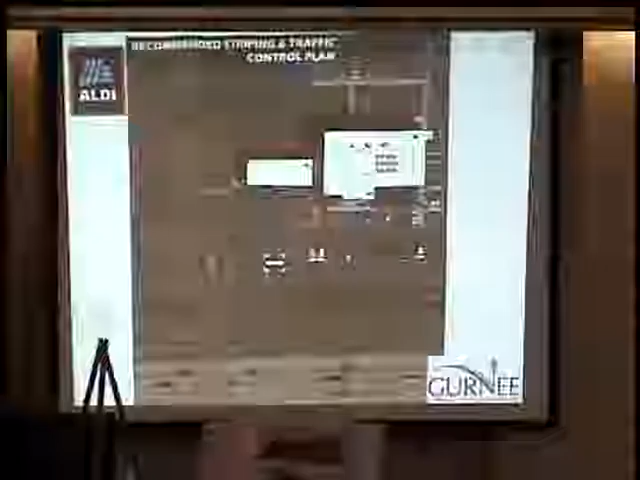 RECOMMENDED STRIPING & TRAFFIC
CONTROL PLAN
ALDI
GURNEE